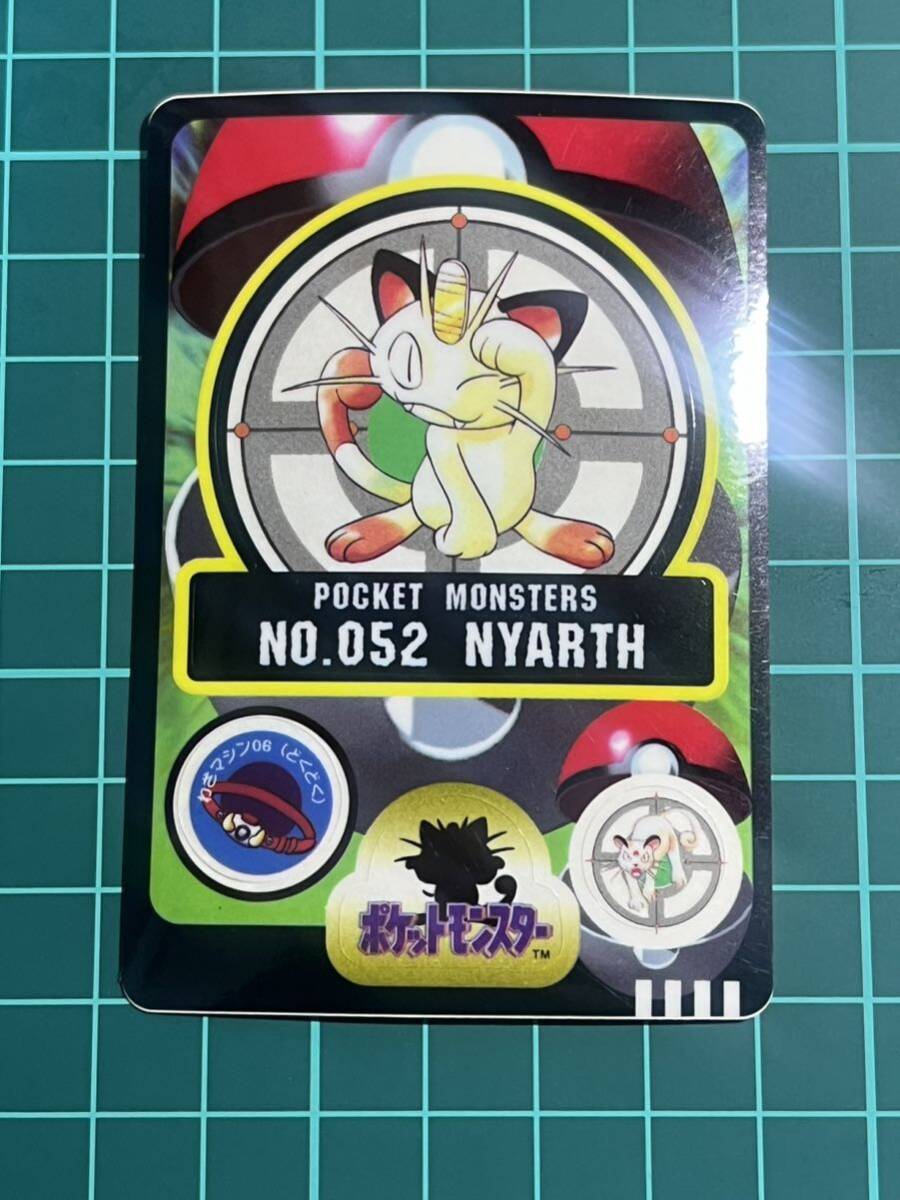 POCKET MONSTERS
NO.052 NYARTH
わざマシン06 (どくどく)
ポケットモンスター
TM